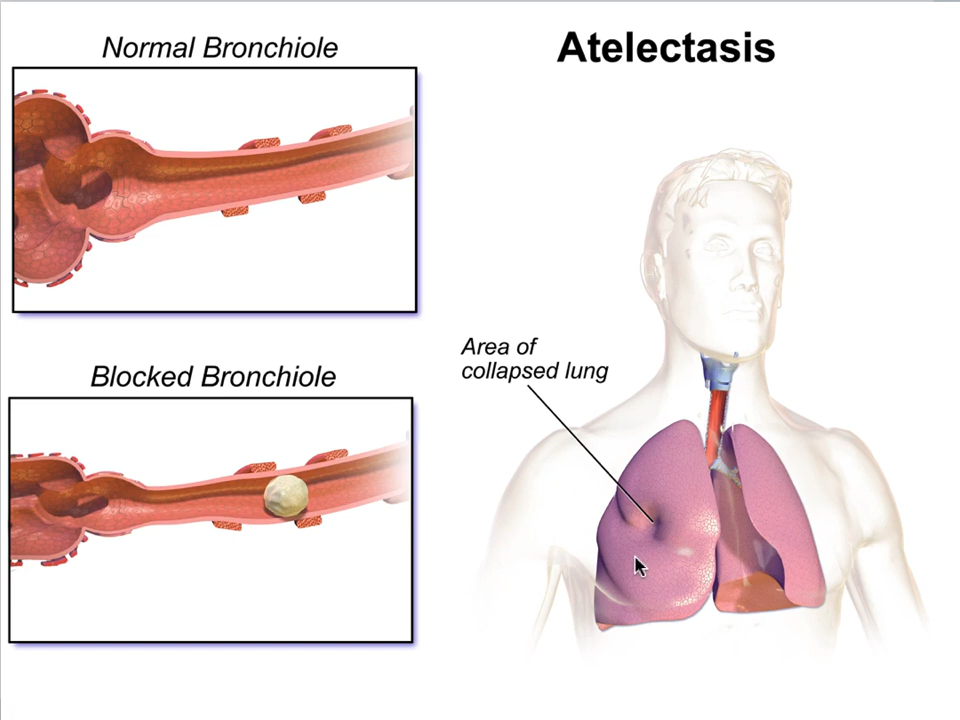 Normal Bronchiole
Atelectasis
Area of
collapsed lung
Blocked Bronchiole